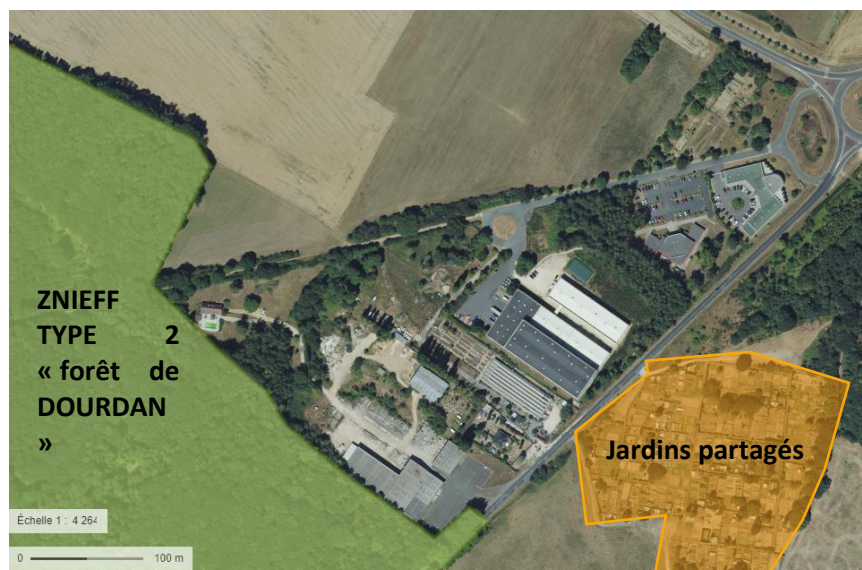 ZNIEFF
TYPE 2
« forêt de
DOURDAN
»
Jardins partagés
Échelle 1 : 4 264
0 100 m